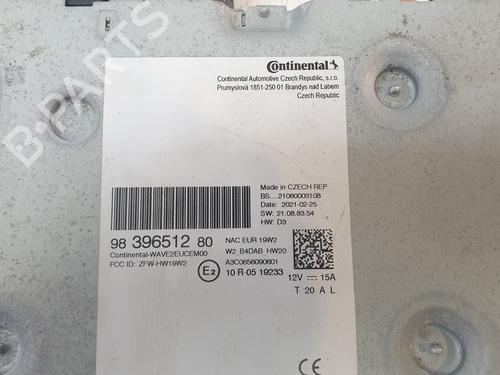 B-PARTS
Continental
Continental Automotive Czech Republic, s.r.o.
Prumyslová 1851-250 01 Brandys nad Labem
Czech Republic
Made in CZECH REP.
BS....21080003108
Date: 2021-02-25
SW: 21.08.83.54
HW: D3
98 396512 80
Continental-WAVE2EUCEM00
FCC ID: ZFW-HW19W2
NAC EUR 19W2
W2 B4DAB HW20
A3C0656090601
E2
10 R-05 19233
12V 15A
T 20 A L
CE